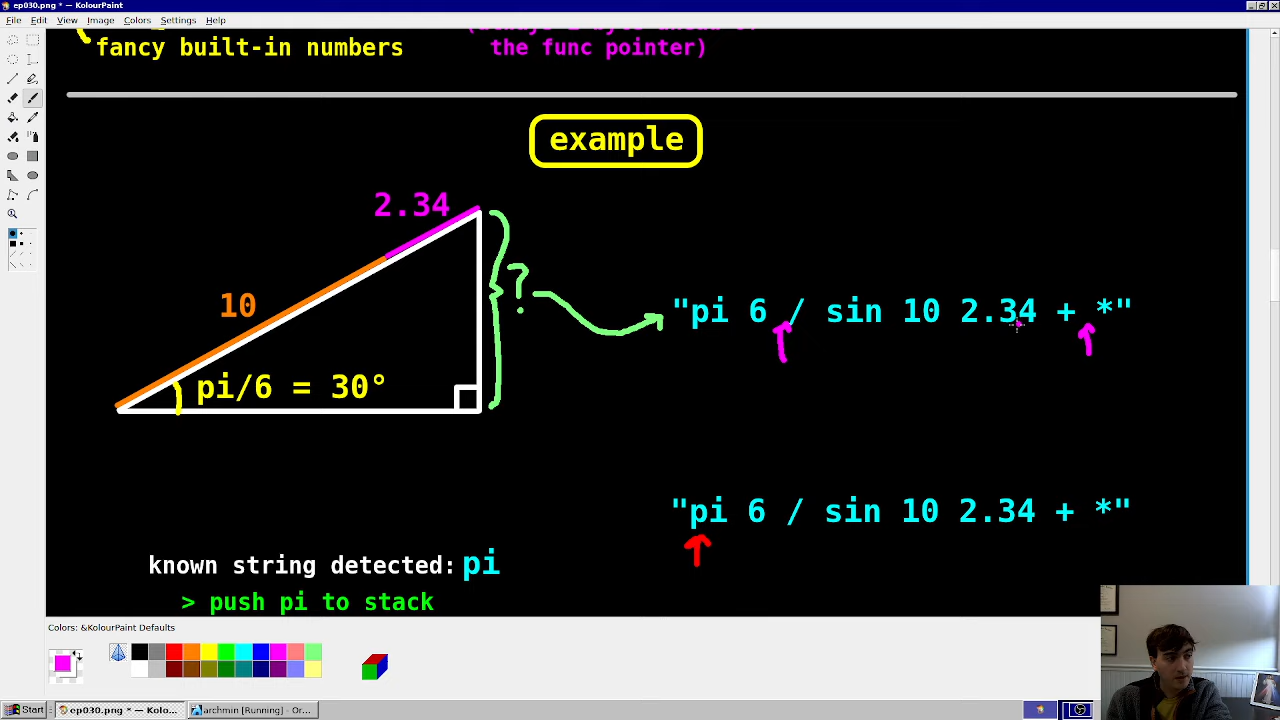 ep030.png * — KolourPaint
File Edit View Image Colors Settings Help
fancy built-in numbers
the func pointer)
example
2.34
10
?
"pi 6 / sin 10 2.34 + *"
pi/6 = 30°
"pi 6 / sin 10 2.34 + *"
known string detected: pi
> push pi to stack
Colors: &KolourPaint Defaults
Start
ep030.png * — Kolo...
archmin [Running] - Or...